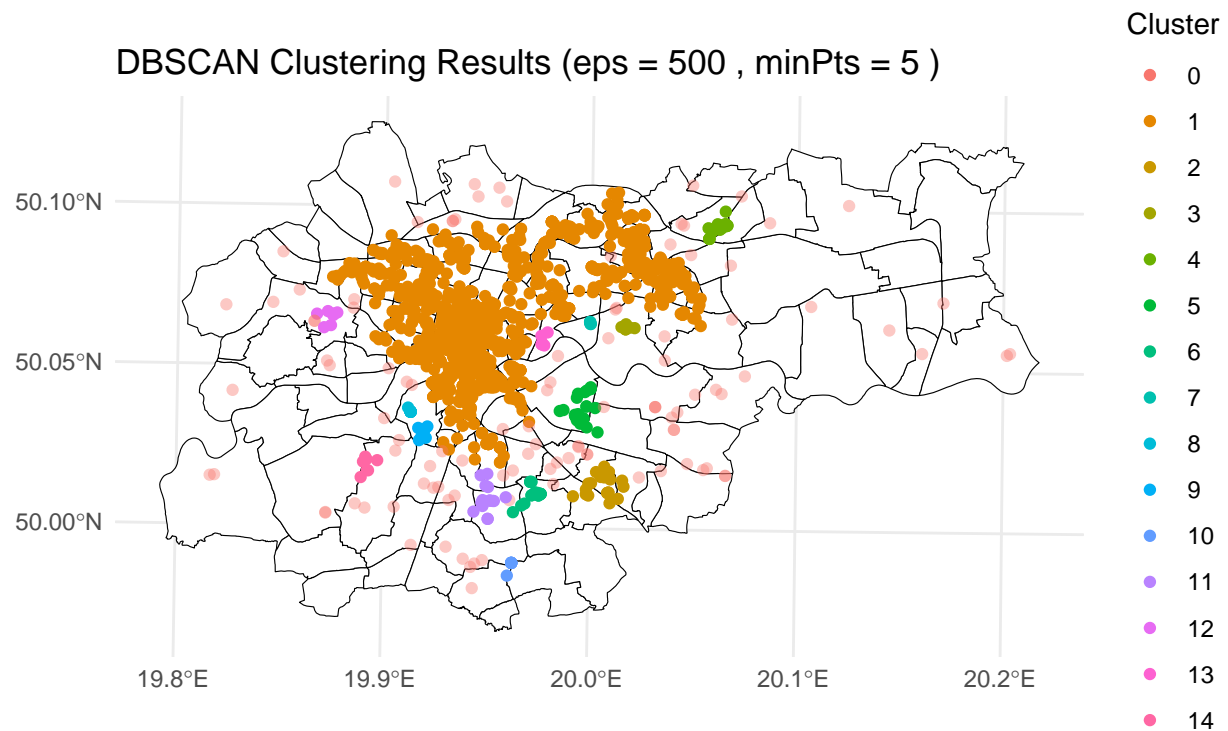 DBSCAN Clustering Results (eps = 500 , minPts = 5 )
50.10°N
50.05°N
50.00°N
19.8°E
19.9°E
20.0°E
20.1°E
20.2°E
Cluster
0
1
2
3
4
5
6
7
8
9
10
11
12
13
14